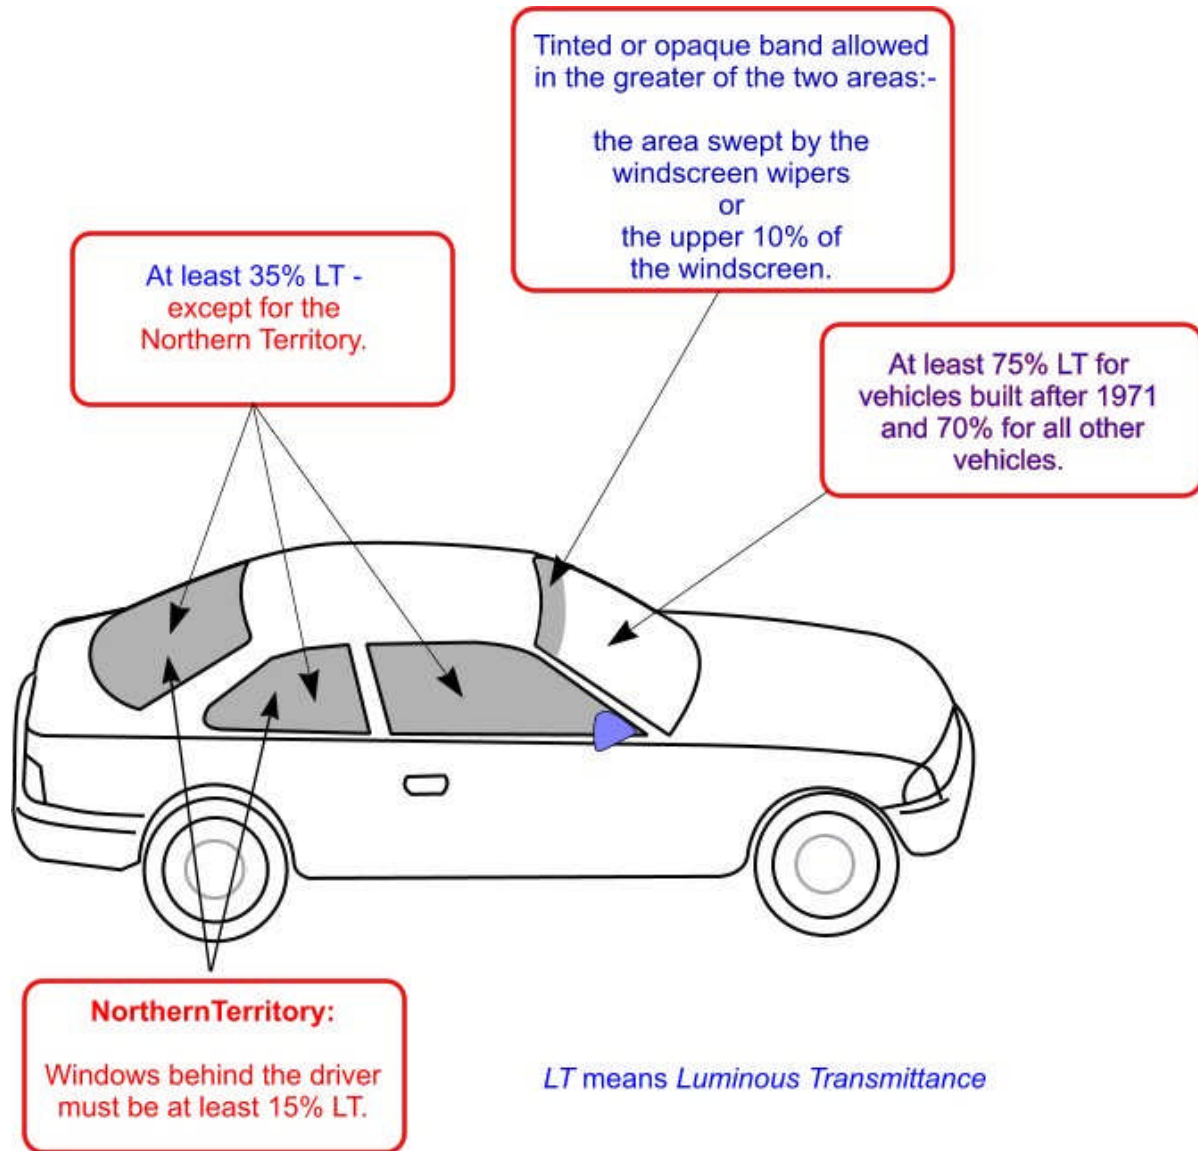 Tinted or opaque band allowed
in the greater of the two areas:-
the area swept by the
windscreen wipers
or
the upper 10% of
the windscreen.
At least 35% LT -
except for the
Northern Territory.
At least 75% LT for
vehicles built after 1971
and 70% for all other
vehicles.
NorthernTerritory:
Windows behind the driver
must be at least 15% LT.
LT means Luminous Transmittance